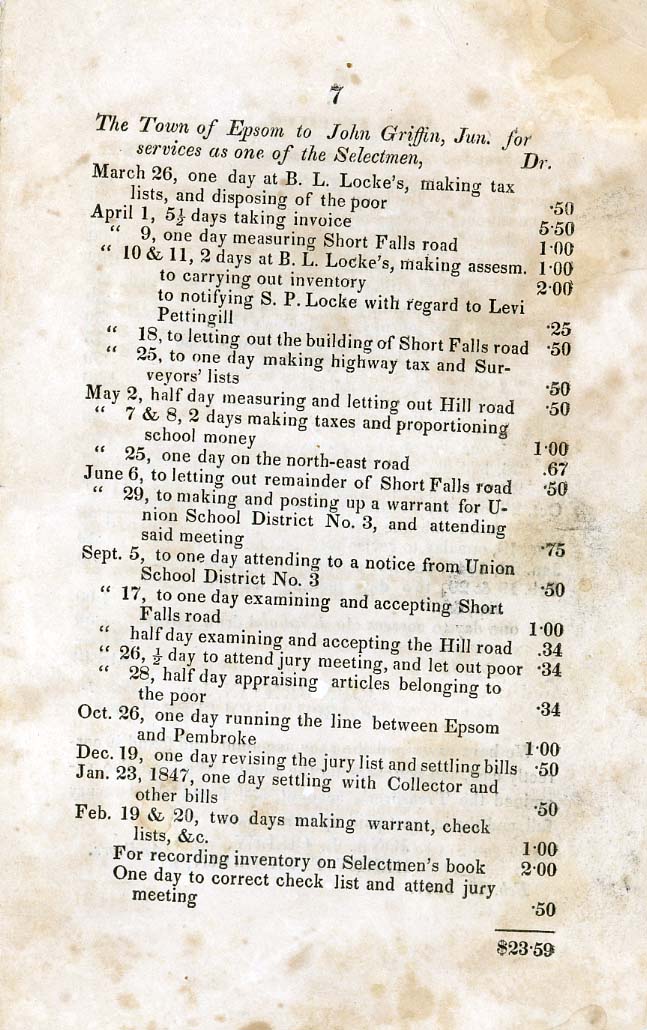 7
The Town of Epsom to John Griffin, Jun. for
services as one of the Selectmen, Dr.
March 26, one day at B. L. Locke's, making tax
lists, and disposing of the poor ·50
April 1, 5½ days taking invoice 5·50
“ 9, one day measuring Short Falls road 1·00
“ 10 & 11, 2 days at B. L. Locke's, making assesm. 1·00
to carrying out inventory 2·00
to notifying S. P. Locke with regard to Levi
Pettingill ·25
“ 18, to letting out the building of Short Falls road ·50
“ 25, to one day making highway tax and Sur-
veyors' lists ·50
May 2, half day measuring and letting out Hill road ·50
“ 7 & 8, 2 days making taxes and proportioning
school money 1·00
“ 25, one day on the north-east road .67
June 6, to letting out remainder of Short Falls road ·50
“ 29, to making and posting up a warrant for U-
nion School District No. 3, and attending
said meeting ·75
Sept. 5, to one day attending to a notice from Union
School District No. 3 ·50
“ 17, to one day examining and accepting Short
Falls road 1·00
“ half day examining and accepting the Hill road .34
“ 26, ½ day to attend jury meeting, and let out poor ·34
“ 28, half day appraising articles belonging to
the poor ·34
Oct. 26, one day running the line between Epsom
and Pembroke 1·00
Dec. 19, one day revising the jury list and settling bills ·50
Jan. 23, 1847, one day settling with Collector and
other bills ·50
Feb. 19 & 20, two days making warrant, check
lists, &c. 1·00
For recording inventory on Selectmen's book 2·00
One day to correct check list and attend jury
meeting ·50
$23·59